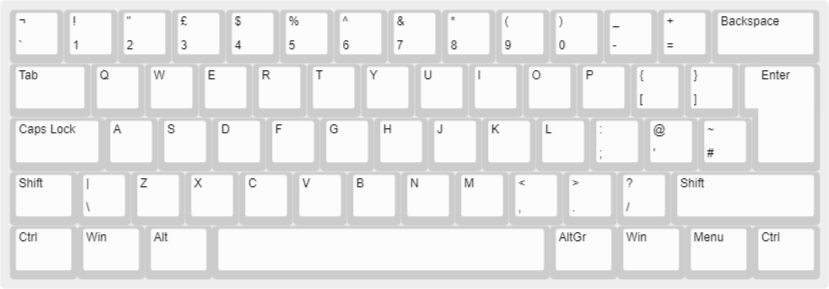 ¬ ! " £ $ % ^ & * ( ) _ + Backspace
` 1 2 3 4 5 6 7 8 9 0 - =
Tab Q W E R T Y U I O P { } Enter
[ ]
Caps Lock A S D F G H J K L : @ ~
; ' #
Shift | Z X C V B N M < > ? Shift
\ , . /
Ctrl Win Alt AltGr Win Menu Ctrl